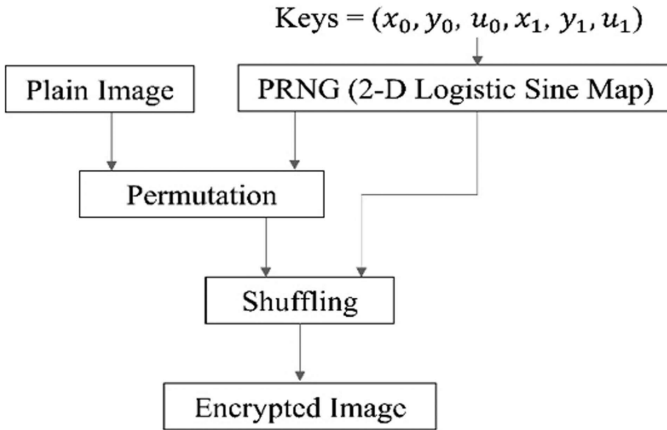 Keys = (x₀, y₀, u₀, x₁, y₁, u₁)
Plain Image
PRNG (2-D Logistic Sine Map)
Permutation
Shuffling
Encrypted Image